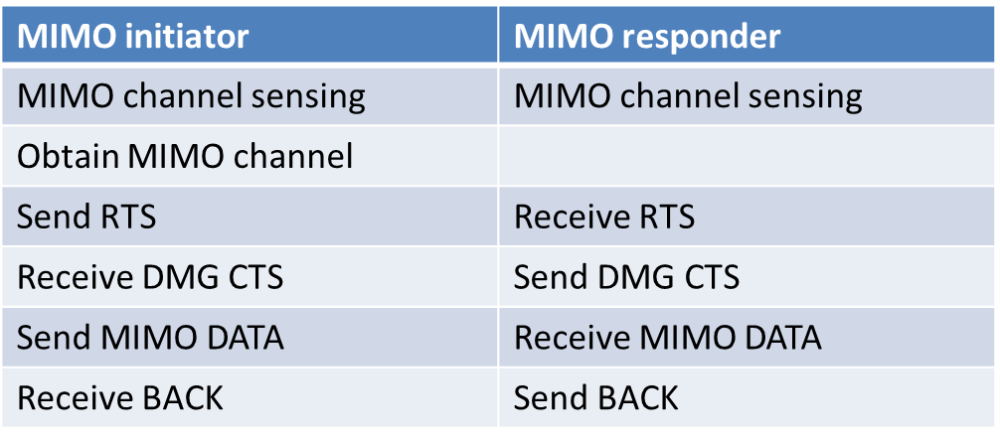 MIMO initiator MIMO responder
MIMO channel sensing MIMO channel sensing
Obtain MIMO channel
Send RTS Receive RTS
Receive DMG CTS Send DMG CTS
Send MIMO DATA Receive MIMO DATA
Receive BACK Send BACK